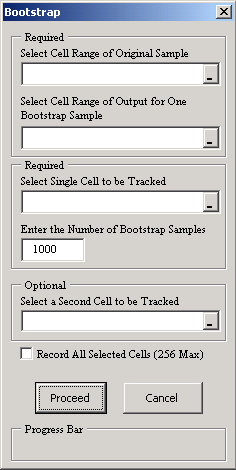 Bootstrap
Required
Select Cell Range of Original Sample
Select Cell Range of Output for One
Bootstrap Sample
Required
Select Single Cell to be Tracked
Enter the Number of Bootstrap Samples
1000
Optional
Select a Second Cell to be Tracked
Record All Selected Cells (256 Max)
Proceed
Cancel
Progress Bar